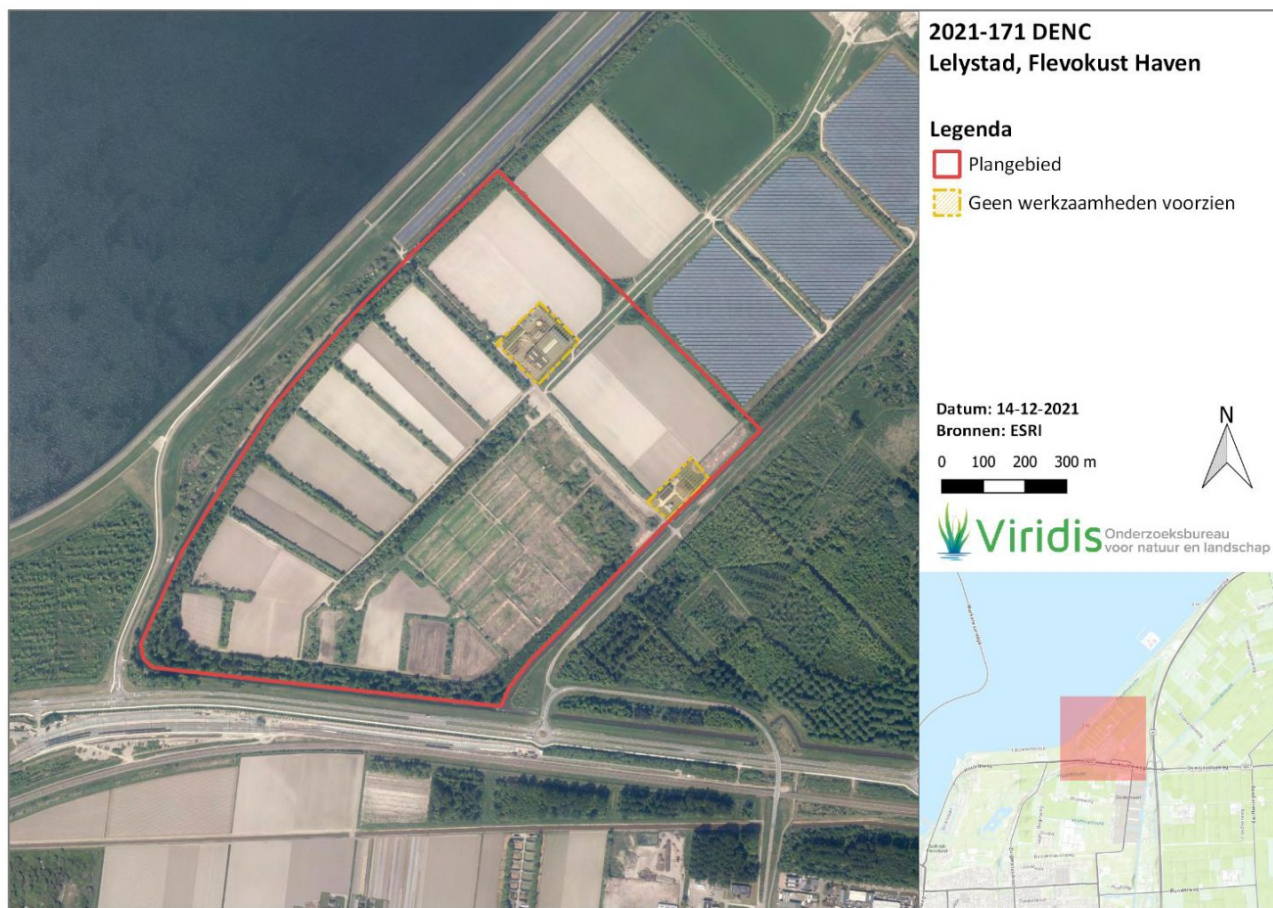 2021-171 DENC
Lelystad, Flevokust Haven
Legenda
Plangebied
Geen werkzaamheden voorzien
Datum: 14-12-2021
Bronnen: ESRI
N
0 100 200 300 m
Viridis Onderzoeksbureau
voor natuur en landschap